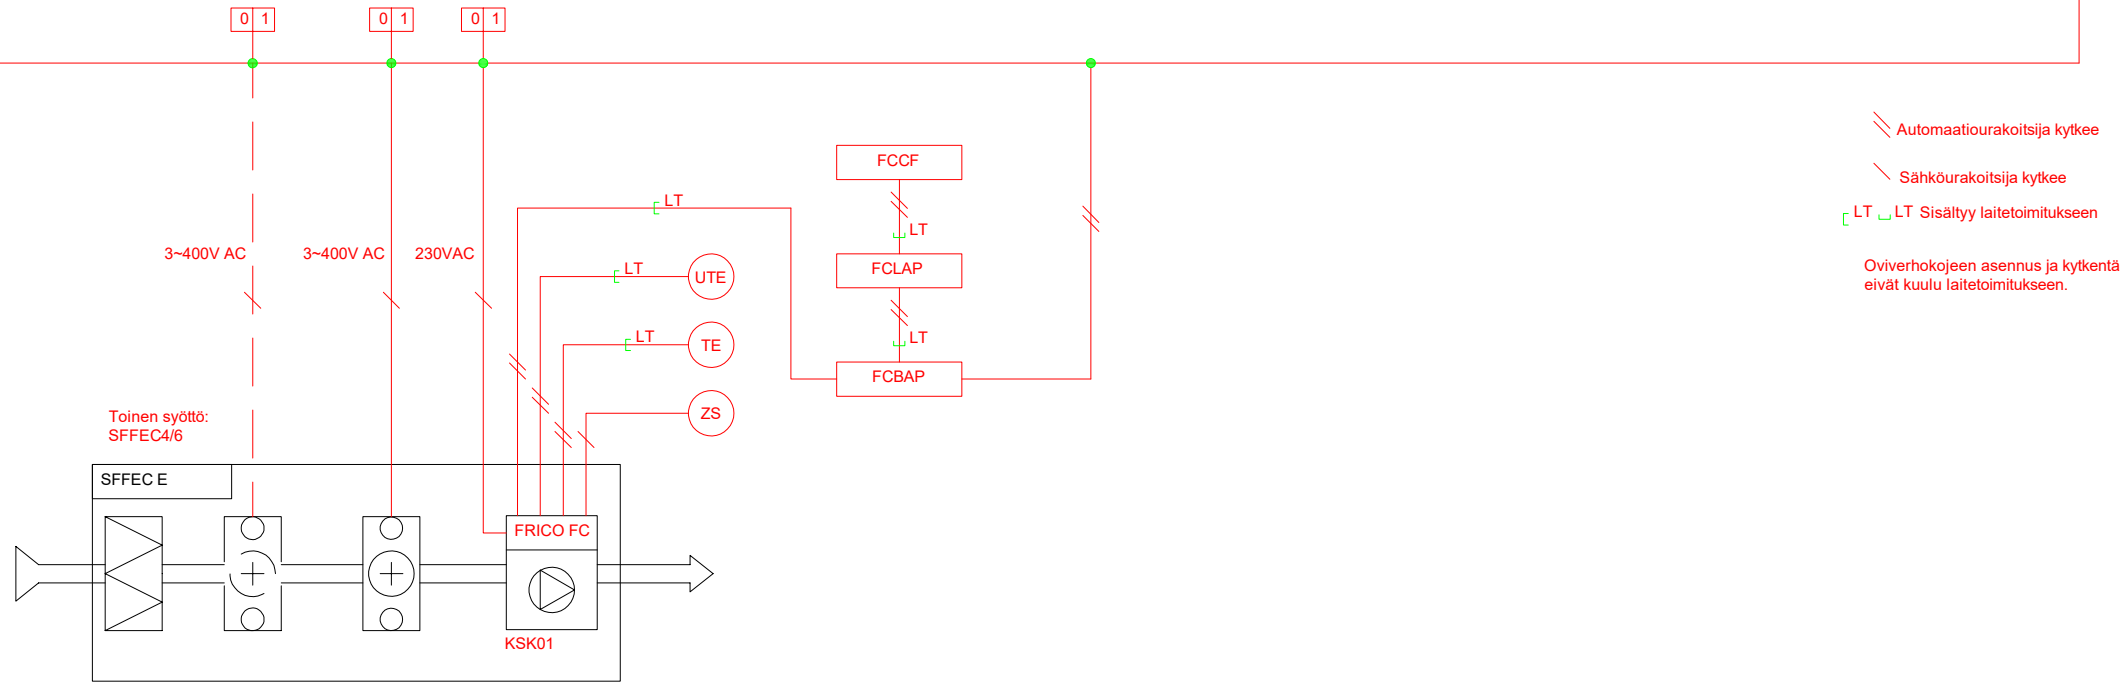 0 1
0 1
0 1
Automaatiourakoitsija kytkee
FCCF
Sähköurakoitsija kytkee
LT
LT LT Sisältyy laitetoimitukseen
LT
3~400V AC
3~400V AC
230VAC
LT
FCLAP
Oviverhokojeen asennus ja kytkentä
eivät kuulu laitetoimitukseen.
UTE
LT
LT
TE
FCBAP
Toinen syöttö:
SFFEC4/6
ZS
SFFEC E
FRICO FC
KSK01